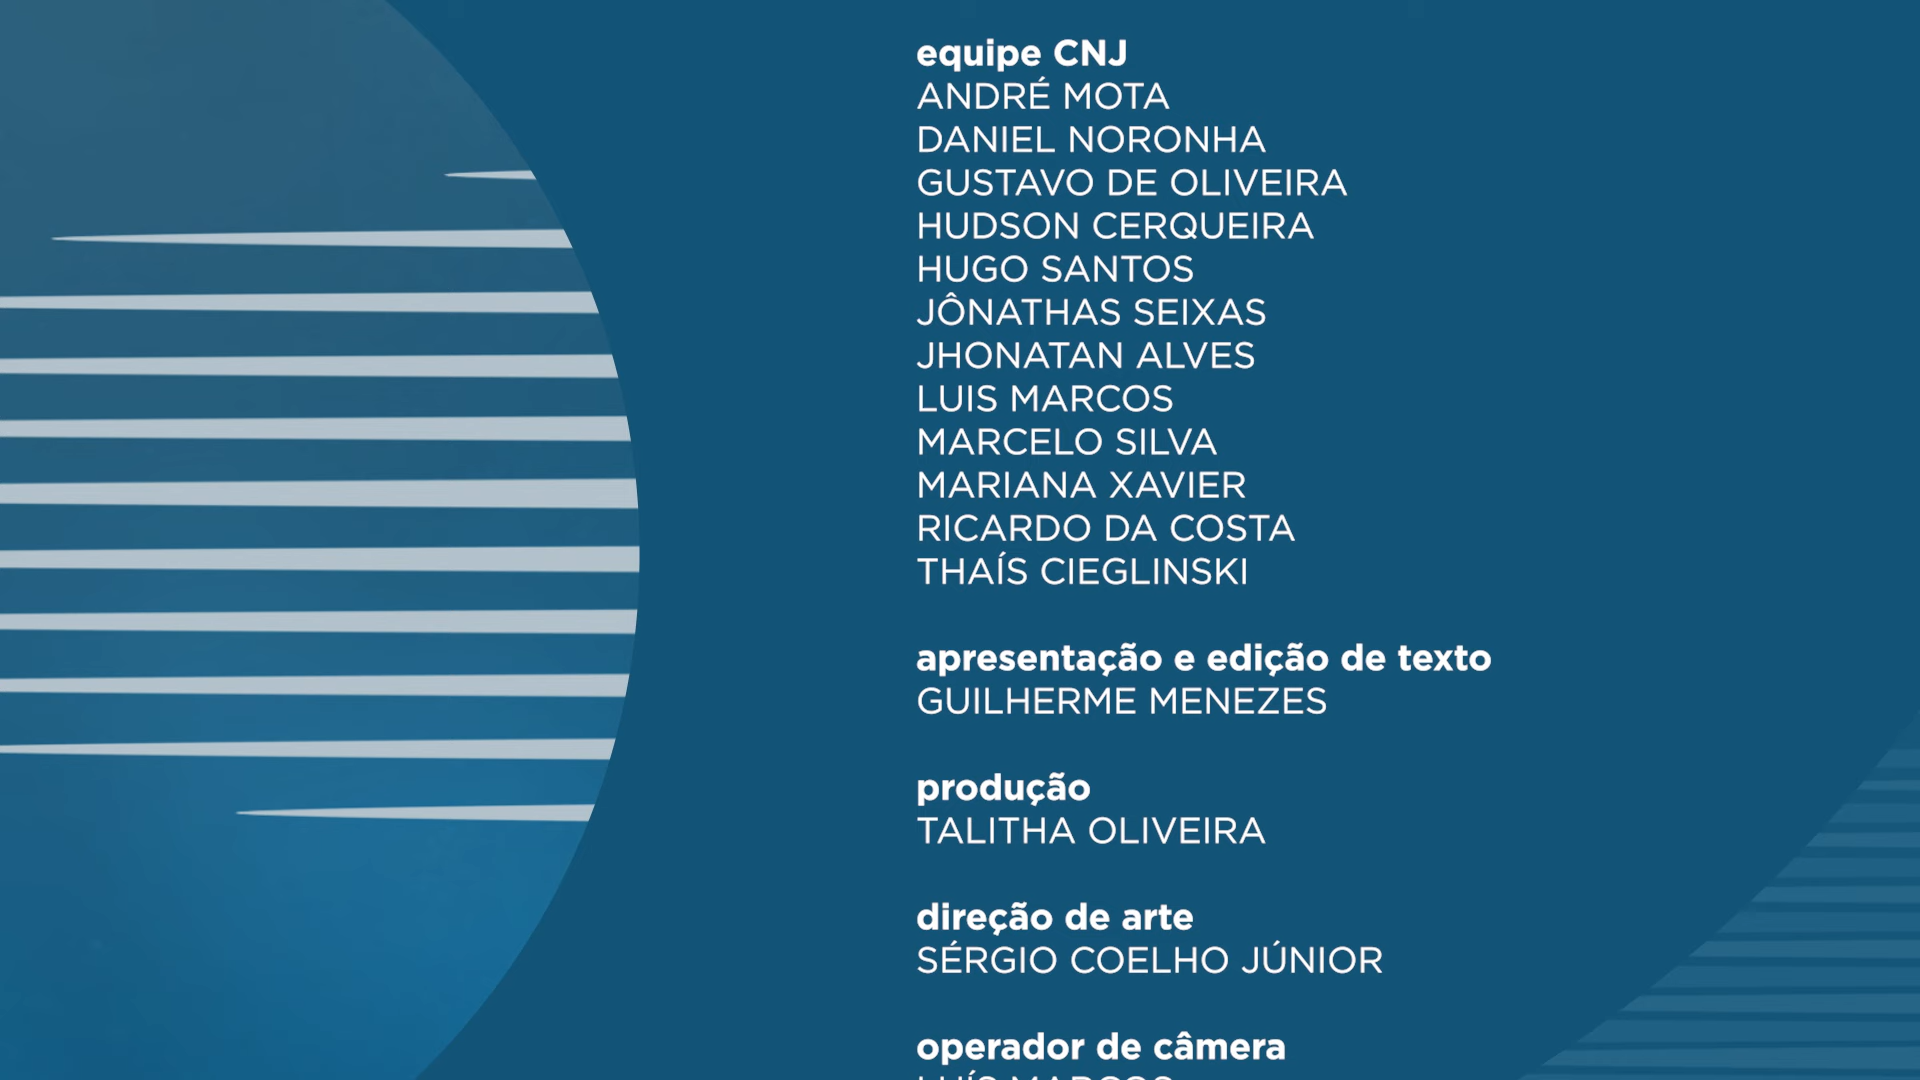 equipe CNJ
ANDRÉ MOTA
DANIEL NORONHA
GUSTAVO DE OLIVEIRA
HUDSON CERQUEIRA
HUGO SANTOS
JÔNATHAS SEIXAS
JHONATAN ALVES
LUIS MARCOS
MARCELO SILVA
MARIANA XAVIER
RICARDO DA COSTA
THAÍS CIEGLINSKI
apresentação e edição de texto
GUILHERME MENEZES
produção
TALITHA OLIVEIRA
direção de arte
SÉRGIO COELHO JÚNIOR
operador de câmera